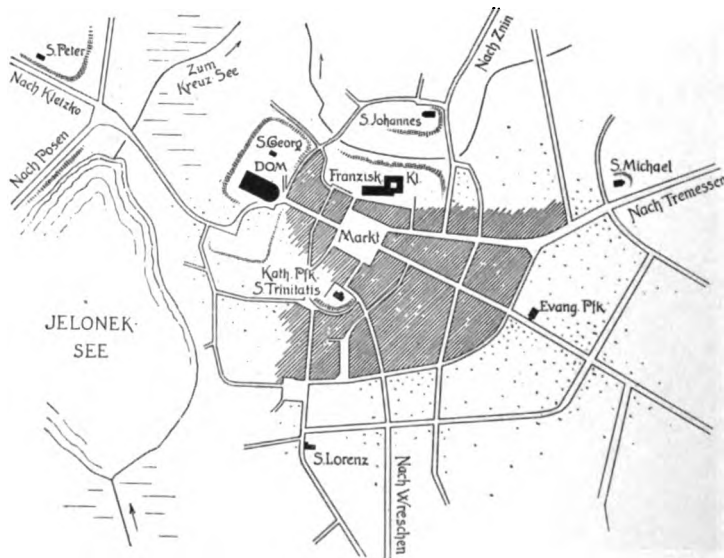 S. Peter
Nach Kletzko
Nach Posen
Zum
Kreuz See
Nach Znin
S. Johannes
S. Georg
DOM
Franzisk. Kl.
S. Michael
Nach Tremessen
Markt
Kath. Pfk.
S Trinitatis
JELONEK-
SEE
Evang. Pfk
S. Lorenz
Nach Wreschen